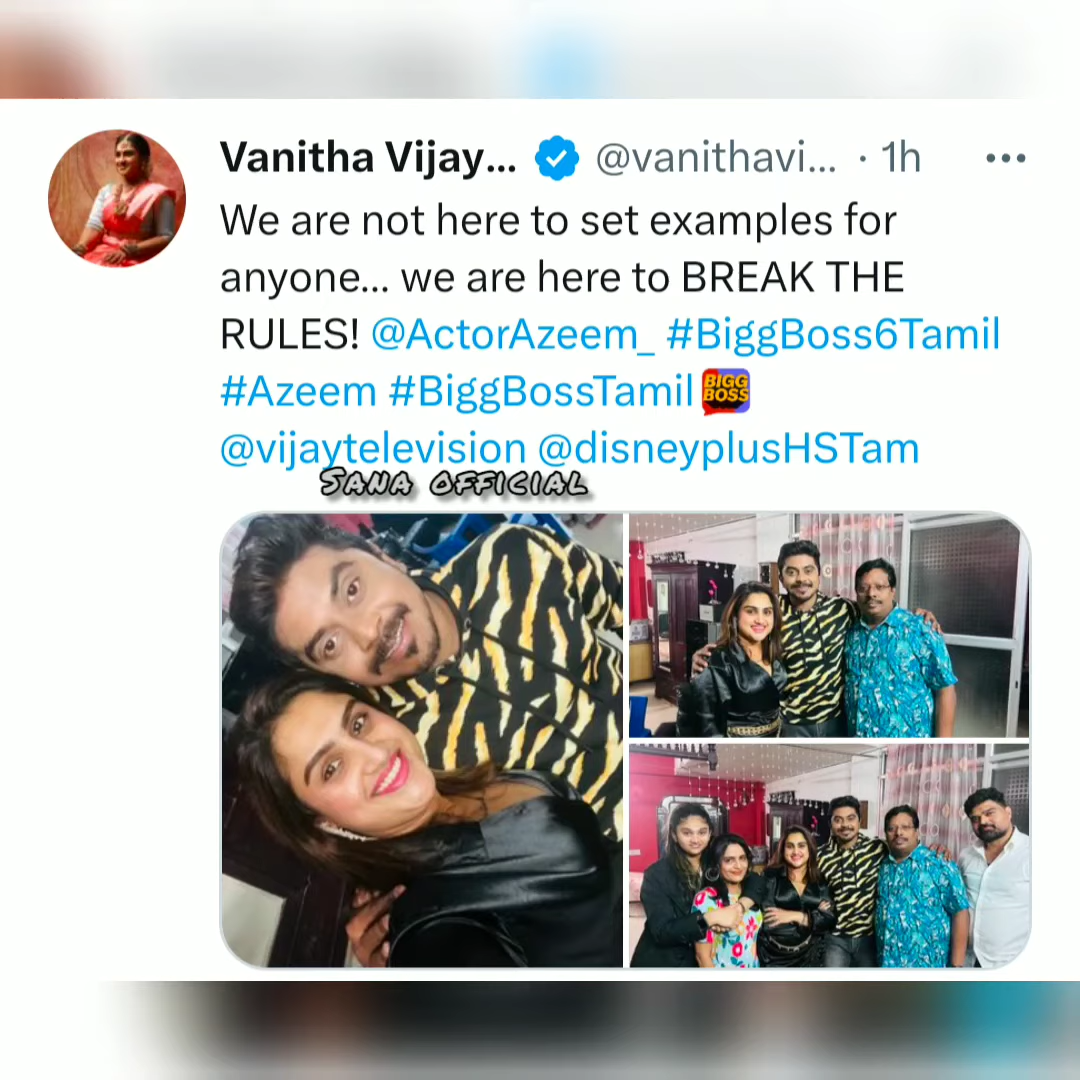 Vanitha Vijay... @vanithavi... · 1h
We are not here to set examples for
anyone... we are here to BREAK THE
RULES! @ActorAzeem_ #BiggBoss6Tamil
#Azeem #BiggBossTamil BIGG BOSS
@vijaytelevision @disneyplusHSTam
SANA OFFICIAL